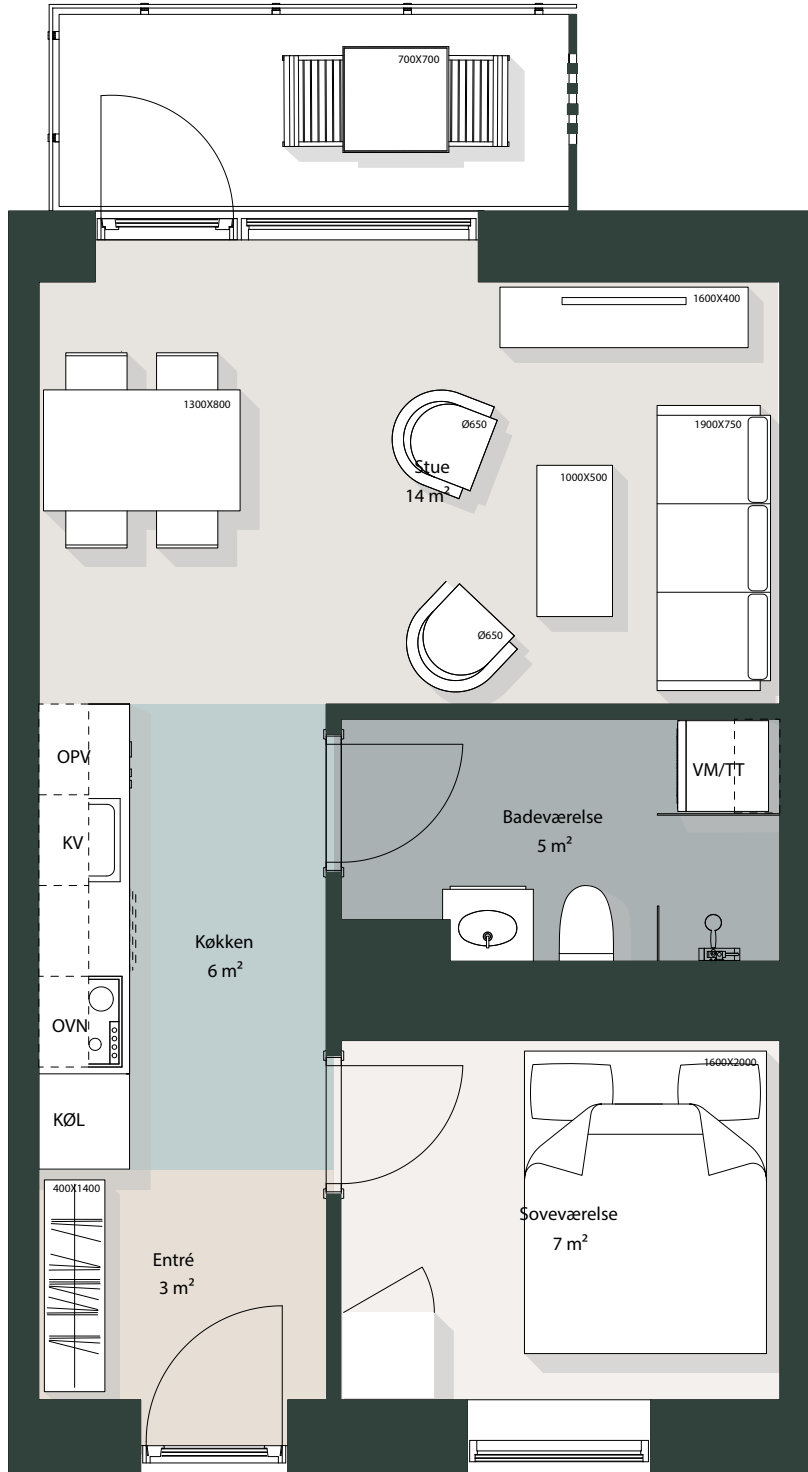 700X700
1600X400
1300X800
Ø650
1900X750
Stue
14 m²
1000X500
Ø650
OPV
VM/TT
Badeværelse
5 m²
KV
Køkken
6 m²
OVN
1600X2000
KØL
400X1400
Soveværelse
7 m²
Entré
3 m²